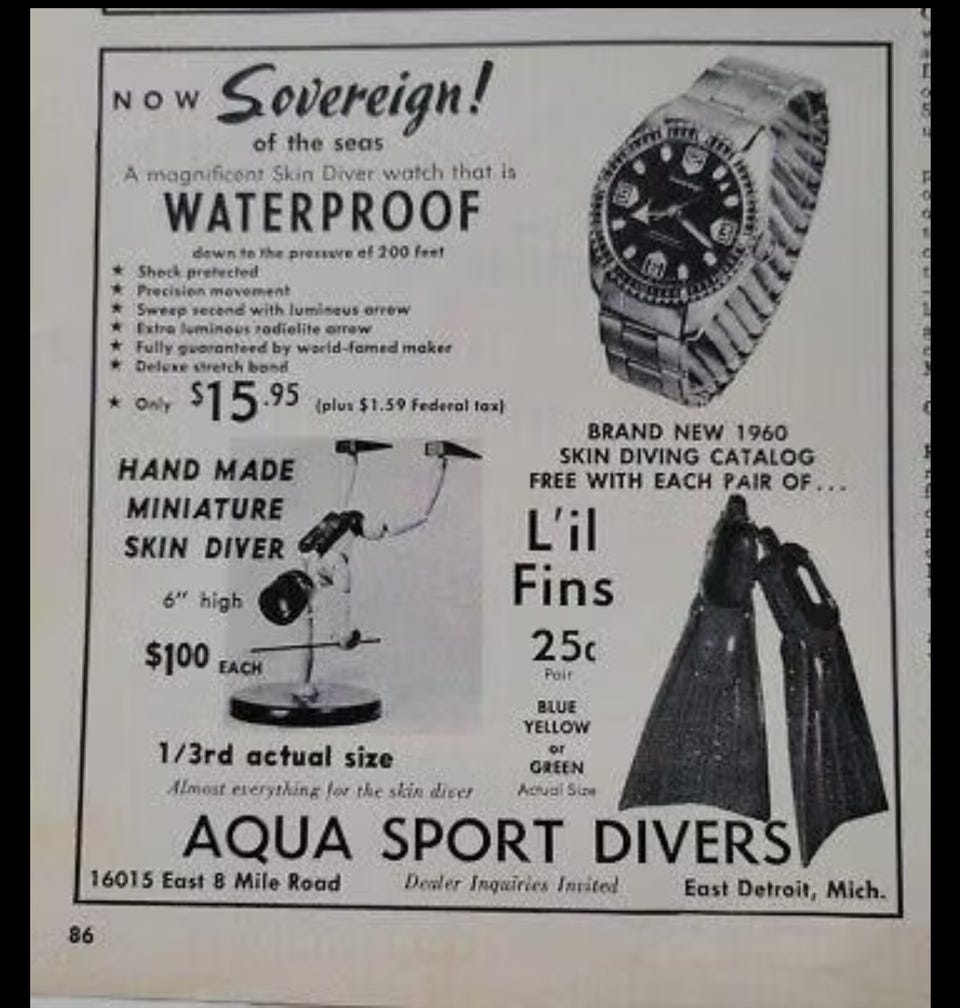 NOW Sovereign!
of the seas
A magnificent Skin Diver watch that is
WATERPROOF
down to the pressure of 200 feet
★ Shock protected
★ Precision movement
★ Sweep second with luminous arrow
★ Extra luminous radiolite arrow
★ Fully guaranteed by world-famed maker
★ Deluxe stretch band
★ Only $15.95 (plus $1.59 Federal tax)
HAND MADE
MINIATURE
SKIN DIVER
6" high
$1.00 EACH
1/3rd actual size
Almost everything for the skin diver
BRAND NEW 1960
SKIN DIVING CATALOG
FREE WITH EACH PAIR OF...
L'il
Fins
25c
Pair
BLUE
YELLOW
or
GREEN
Actual Size
AQUA SPORT DIVERS
16015 East 8 Mile Road Dealer Inquiries Invited East Detroit, Mich.
86